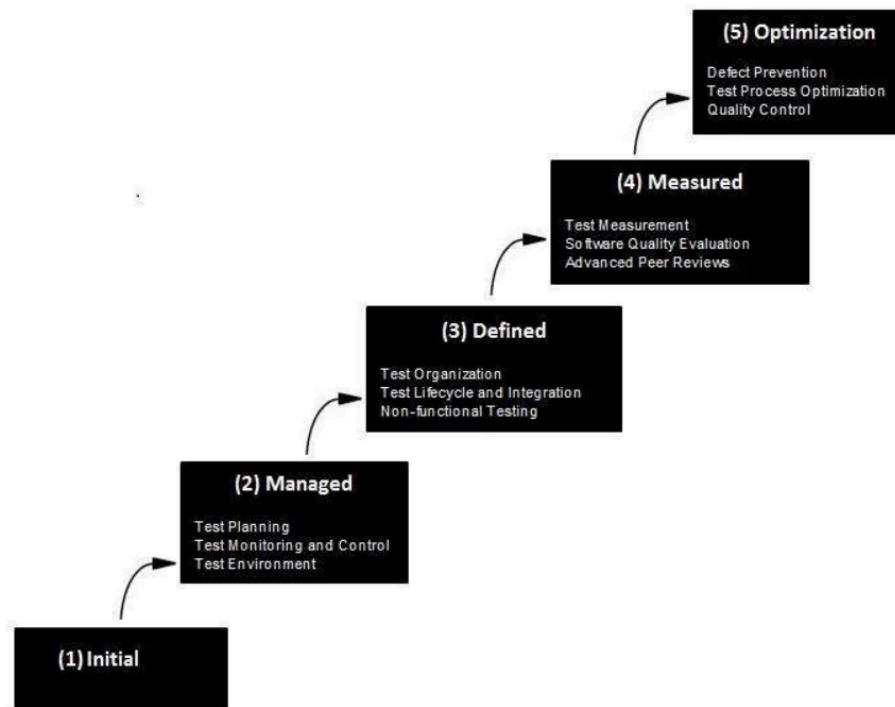 (5) Optimization
Defect Prevention
Test Process Optimization
Quality Control
(4) Measured
Test Measurement
Software Quality Evaluation
Advanced Peer Reviews
(3) Defined
Test Organization
Test Lifecycle and Integration
Non-functional Testing
(2) Managed
Test Planning
Test Monitoring and Control
Test Environment
(1) Initial